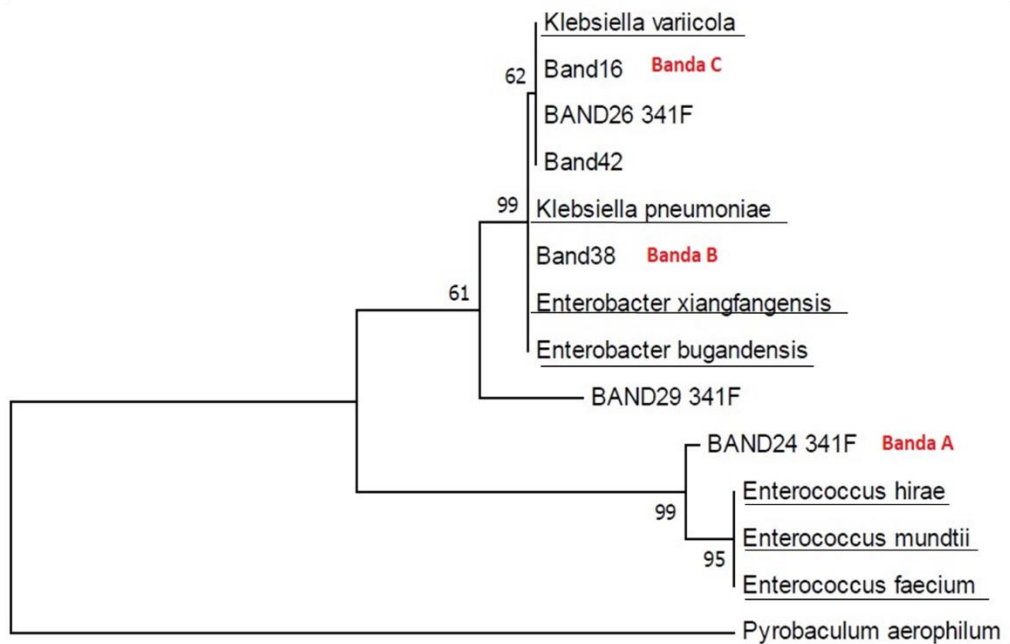 Klebsiella variicola
62
Band16 Banda C
BAND26 341F
Band42
99
Klebsiella pneumoniae
Band38 Banda B
61
Enterobacter xiangfangensis
Enterobacter bugandensis
BAND29 341F
BAND24 341F Banda A
Enterococcus hirae
99
Enterococcus mundtii
95
Enterococcus faecium
Pyrobaculum aerophilum